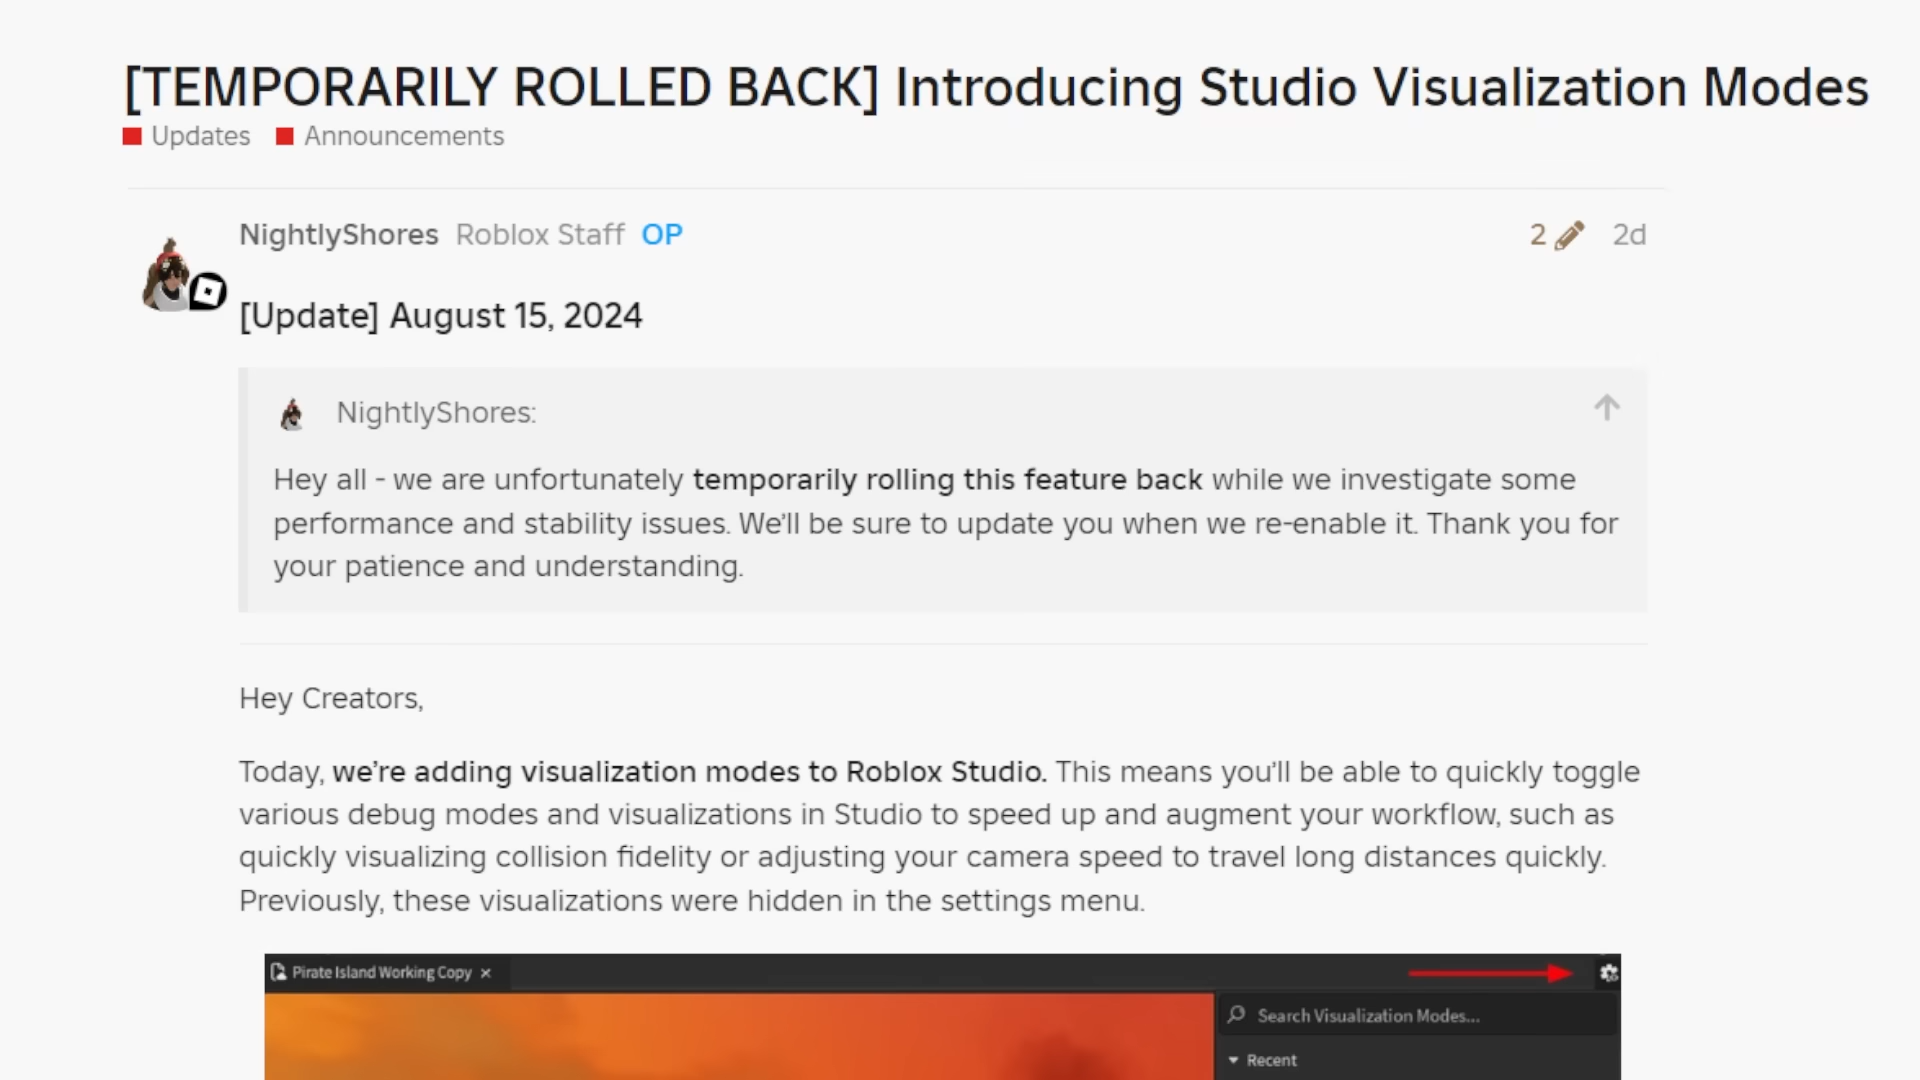 [TEMPORARILY ROLLED BACK] Introducing Studio Visualization Modes
Updates Announcements
NightlyShores Roblox Staff OP 2 2d
[Update] August 15, 2024
NightlyShores:
Hey all - we are unfortunately temporarily rolling this feature back while we investigate some
performance and stability issues. We'll be sure to update you when we re-enable it. Thank you for
your patience and understanding.
Hey Creators,
Today, we're adding visualization modes to Roblox Studio. This means you'll be able to quickly toggle
various debug modes and visualizations in Studio to speed up and augment your workflow, such as
quickly visualizing collision fidelity or adjusting your camera speed to travel long distances quickly.
Previously, these visualizations were hidden in the settings menu.
Pirate Island Working Copy ×
Search Visualization Modes...
Recent